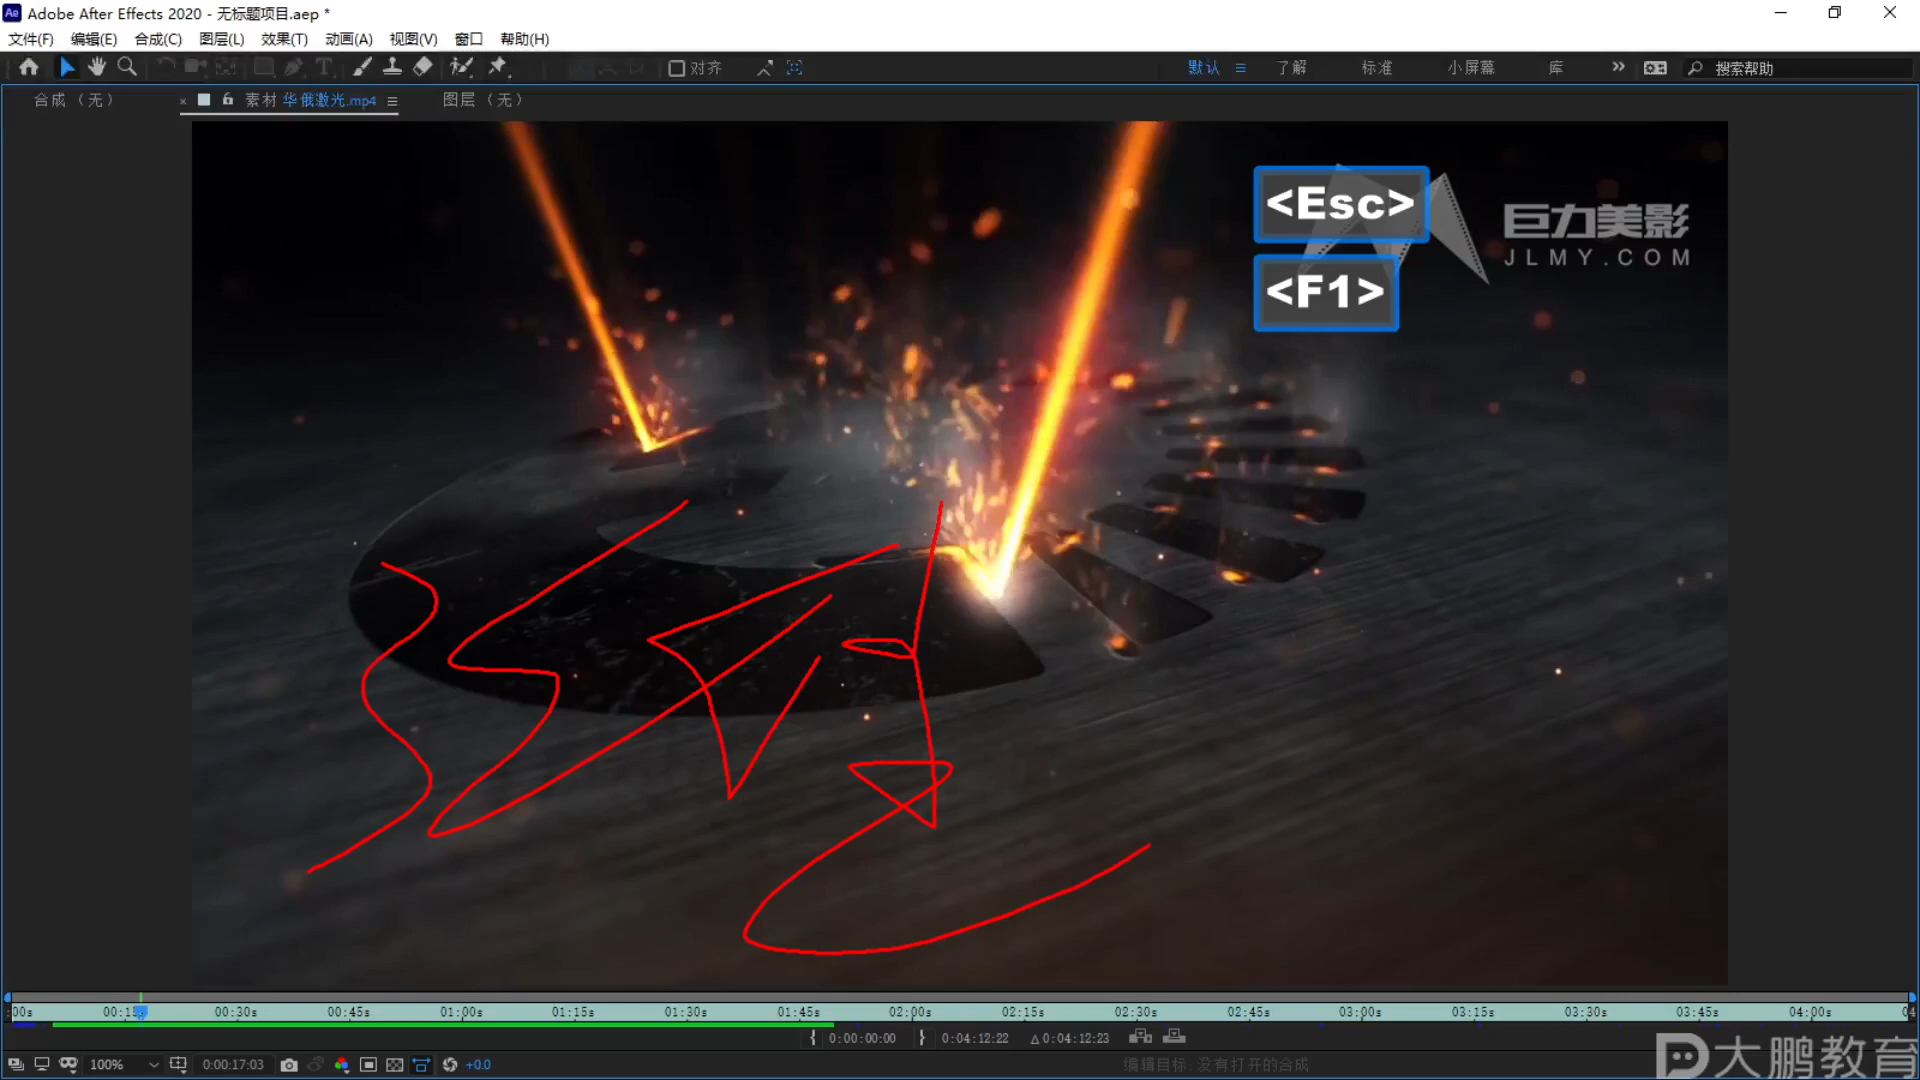 Adobe After Effects 2020 - 无标题项目.aep *
文件(F) 编辑(E) 合成(C) 图层(L) 效果(T) 动画(A) 视图(V) 窗口 帮助(H)
对齐 默认 了解 标准 小屏幕 库 搜索帮助
合成 （无） 素材 华俄激光.mp4 图层 （无）
<Esc>
<F1>
巨力美影
JLMY.COM
00s 00:30s 00:45s 01:00s 01:15s 01:30s 01:45s 02:00s 02:15s 02:30s 02:45s 03:00s 03:15s 03:30s 03:45s 04:00s
0:00:00:00 0:04:12:22 Δ 0:04:12:23
100% 0:00:17:03 +0.0 编辑目标: 没有打开的合成
大鹏教育